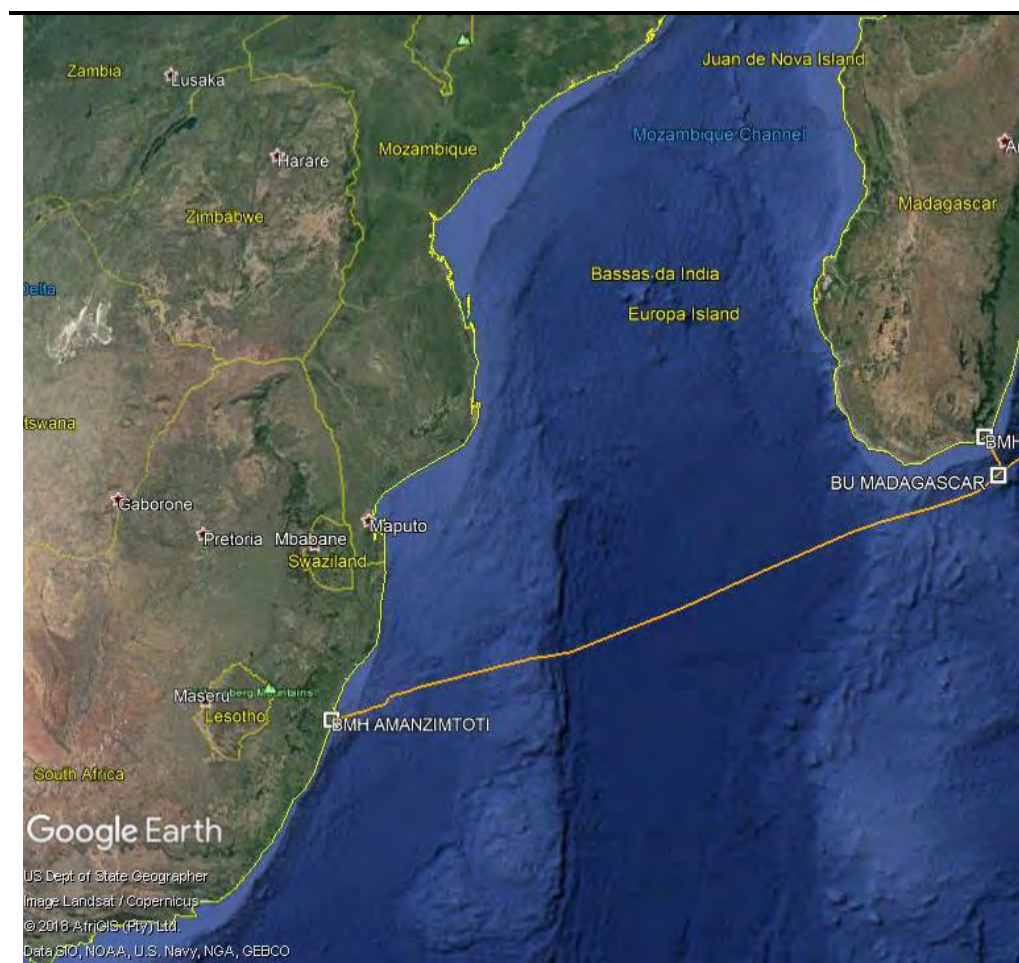 Juan de Nova Island
Zambia
Lusaka
Mozambique Channel
Harare
Mozambique
Madagascar
Zimbabwe
Bassas da India
Delta
Europa Island
tswana
BMH
BU MADAGASCAR
Gaborone
Maputo
Pretoria
Mbabane
Swaziland
Maseru
berg Mountains
Lesotho
BMH AMANZIMTOTI
South Africa
Google Earth
US Dept of State Geographer
Image Landsat / Copernicus
© 2018 AfriGIS (Pty) Ltd.
Data SIO, NOAA, U.S. Navy, NGA, GEBCO